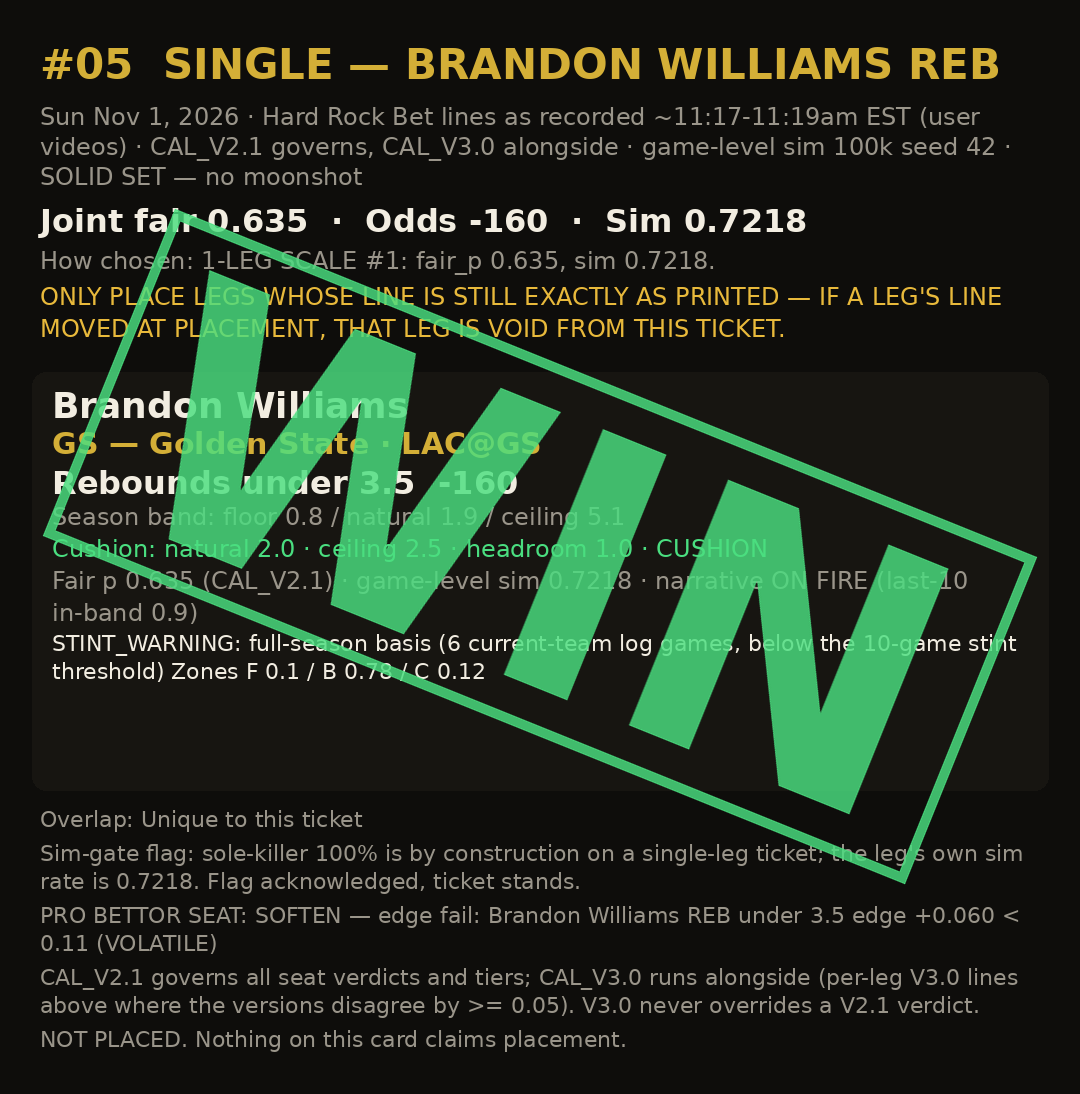 #05 SINGLE — BRANDON WILLIAMS REB
Sun Nov 1, 2026 · Hard Rock Bet lines as recorded ~11:17-11:19am EST (user
videos) · CAL_V2.1 governs, CAL_V3.0 alongside · game-level sim 100k seed 42 ·
SOLID SET — no moonshot
Joint fair 0.635 · Odds -160 · Sim 0.7218
How chosen: 1-LEG SCALE #1: fair_p 0.635, sim 0.7218.
ONLY PLACE LEGS WHOSE LINE IS STILL EXACTLY AS PRINTED — IF A LEG'S LINE
MOVED AT PLACEMENT, THAT LEG IS VOID FROM THIS TICKET.
Brandon Williams
GS — Golden State · LAC@GS
Rebounds under 3.5 -160
Season band: floor 0.8 / natural 1.9 / ceiling 5.1
Cushion: natural 2.0 · ceiling 2.5 · headroom 1.0 · CUSHION
Fair p 0.635 (CAL_V2.1) · game-level sim 0.7218 · narrative ON FIRE (last-10
in-band 0.9)
STINT_WARNING: full-season basis (6 current-team log games, below the 10-game stint
threshold) Zones F 0.1 / B 0.78 / C 0.12
WIN
Overlap: Unique to this ticket
Sim-gate flag: sole-killer 100% is by construction on a single-leg ticket; the leg's own sim
rate is 0.7218. Flag acknowledged, ticket stands.
PRO BETTOR SEAT: SOFTEN — edge fail: Brandon Williams REB under 3.5 edge +0.060 <
0.11 (VOLATILE)
CAL_V2.1 governs all seat verdicts and tiers; CAL_V3.0 runs alongside (per-leg V3.0 lines
above where the versions disagree by >= 0.05). V3.0 never overrides a V2.1 verdict.
NOT PLACED. Nothing on this card claims placement.